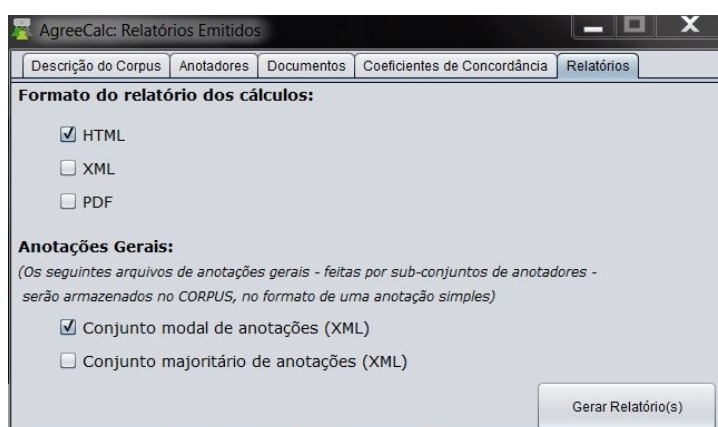 AgreeCalc: Relatórios Emitidos
Descrição do Corpus Anotadores Documentos Coeficientes de Concordância Relatórios
Formato do relatório dos cálculos:
HTML
XML
PDF
Anotações Gerais:
(Os seguintes arquivos de anotações gerais - feitas por sub-conjuntos de anotadores -
serão armazenados no CORPUS, no formato de uma anotação simples)
Conjunto modal de anotações (XML)
Conjunto majoritário de anotações (XML)
Gerar Relatório(s)